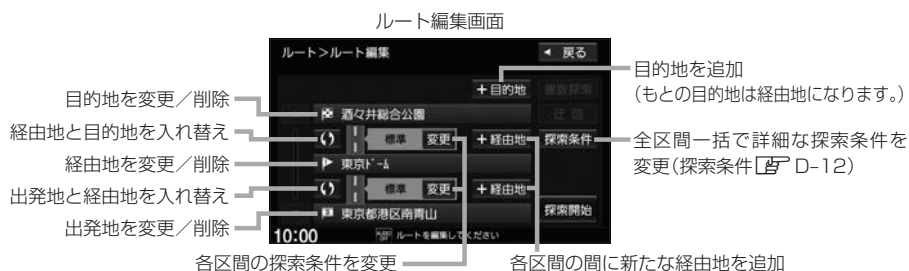 ルート編集画面
ルート>ルート編集
◀ 戻る
+目的地
複数探索
目的地を追加
(もとの目的地は経由地になります。)
目的地を変更/削除
酒々井総合公園
経由地と目的地を入れ替え
標準 変更
+経由地
探索条件
全区間一括で詳細な探索条件を
変更(探索条件 D-12)
経由地を変更/削除
東京ドーム
出発地と経由地を入れ替え
標準 変更
+経由地
出発地を変更/削除
東京都港区南青山
探索開始
10:00
ルートを編集してください
各区間の探索条件を変更
各区間の間に新たな経由地を追加